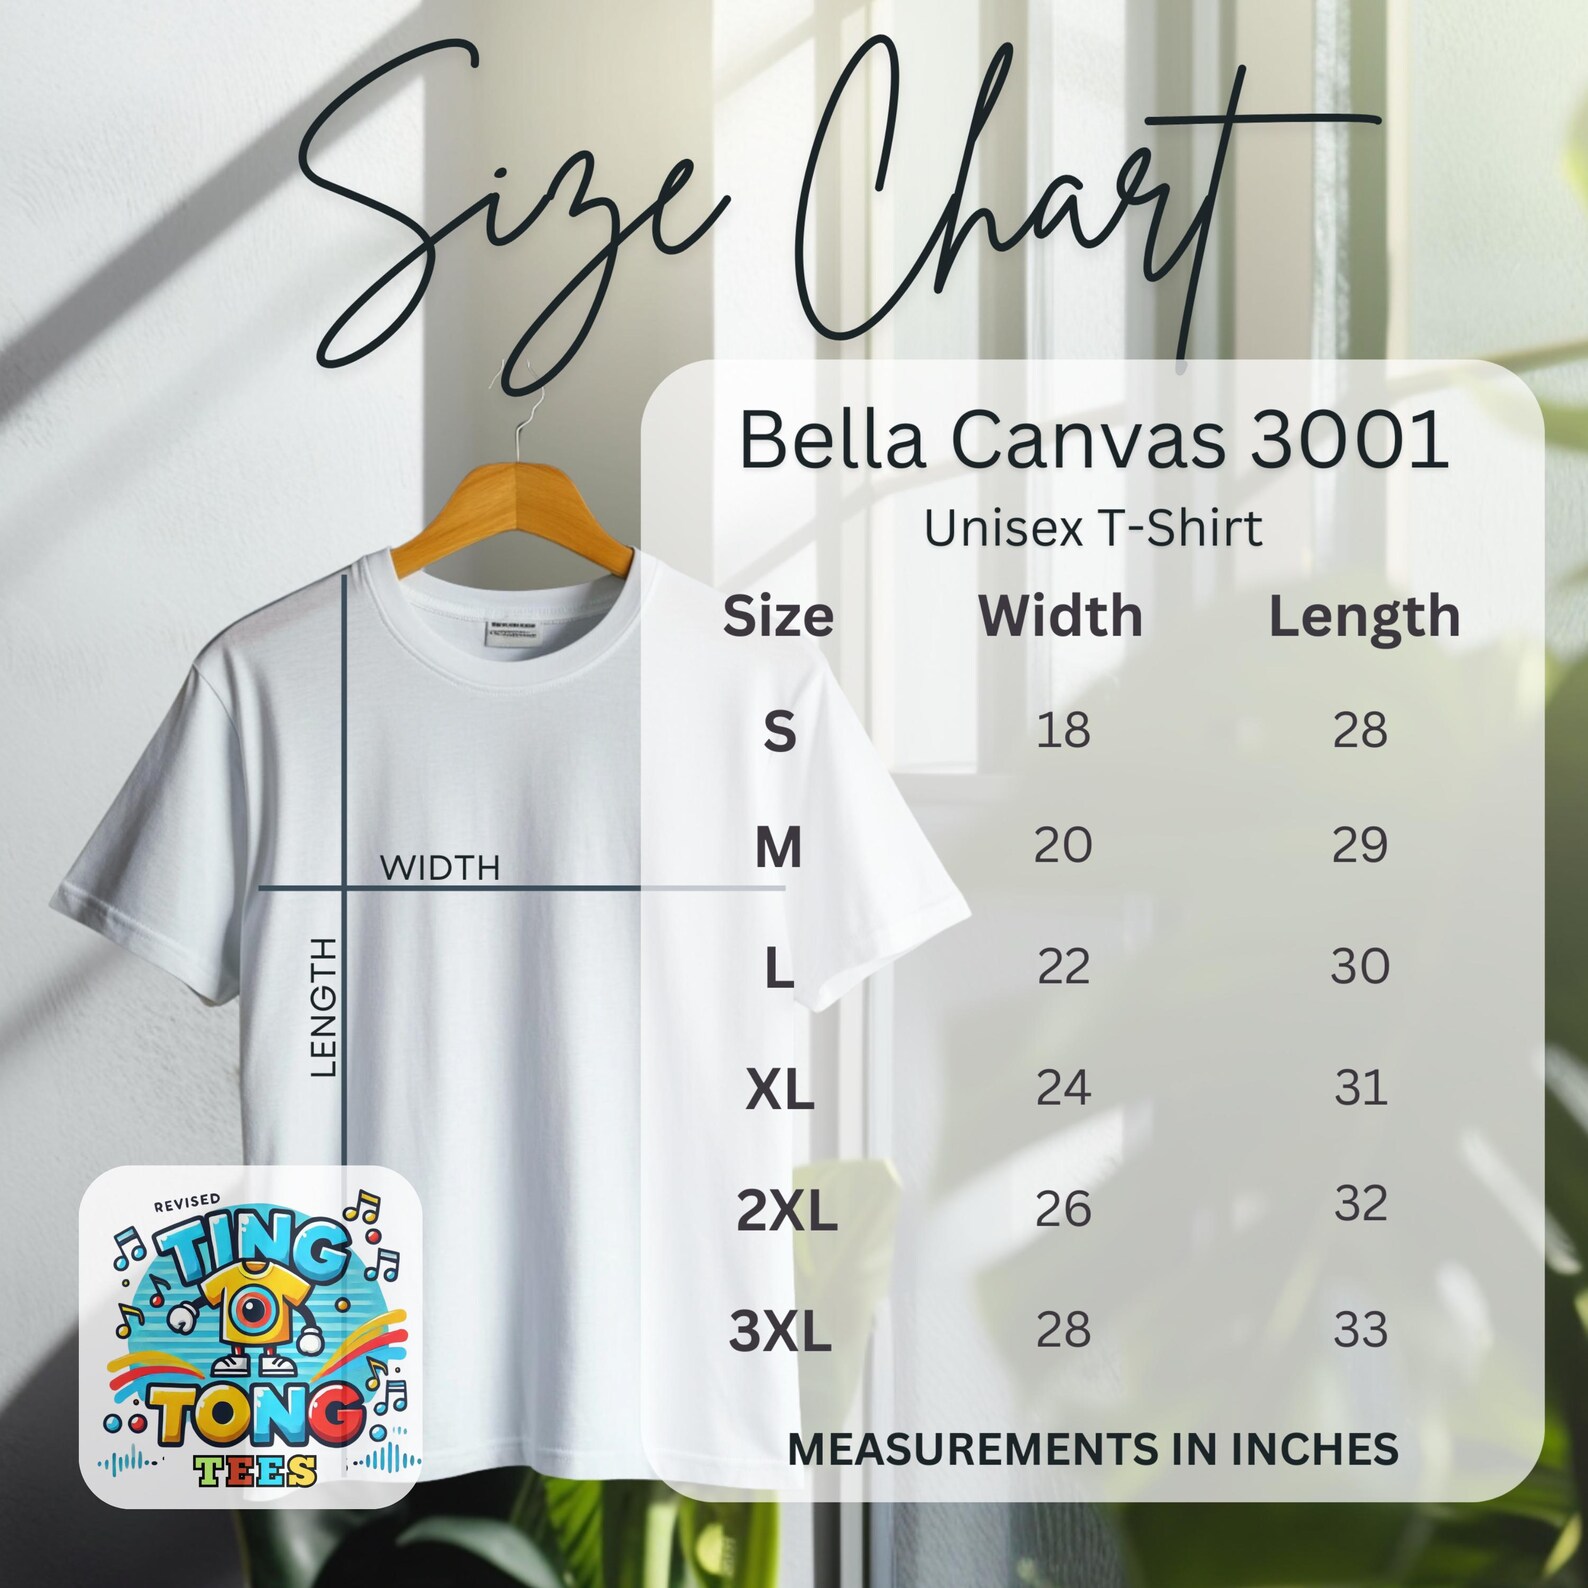 Size Chart
Bella Canvas 3001
Unisex T-Shirt
Size Width Length
S 18 28
M 20 29
L 22 30
XL 24 31
2XL 26 32
3XL 28 33
MEASUREMENTS IN INCHES
WIDTH
LENGTH
REVISED
TING
TONG
TEES